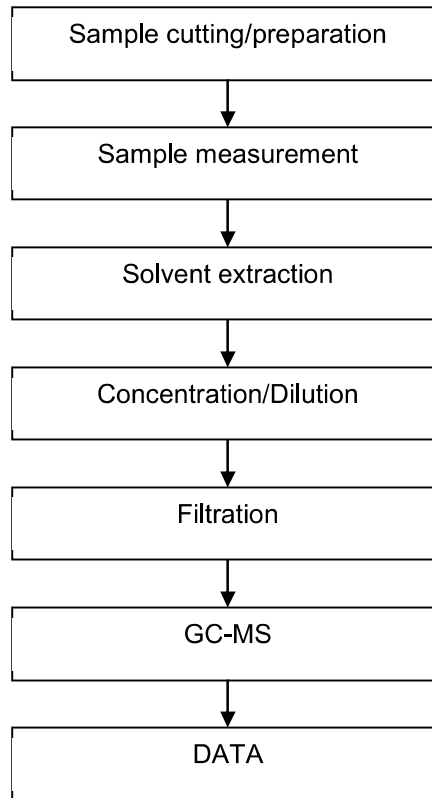 Sample cutting/preparation
Sample measurement
Solvent extraction
Concentration/Dilution
Filtration
GC-MS
DATA